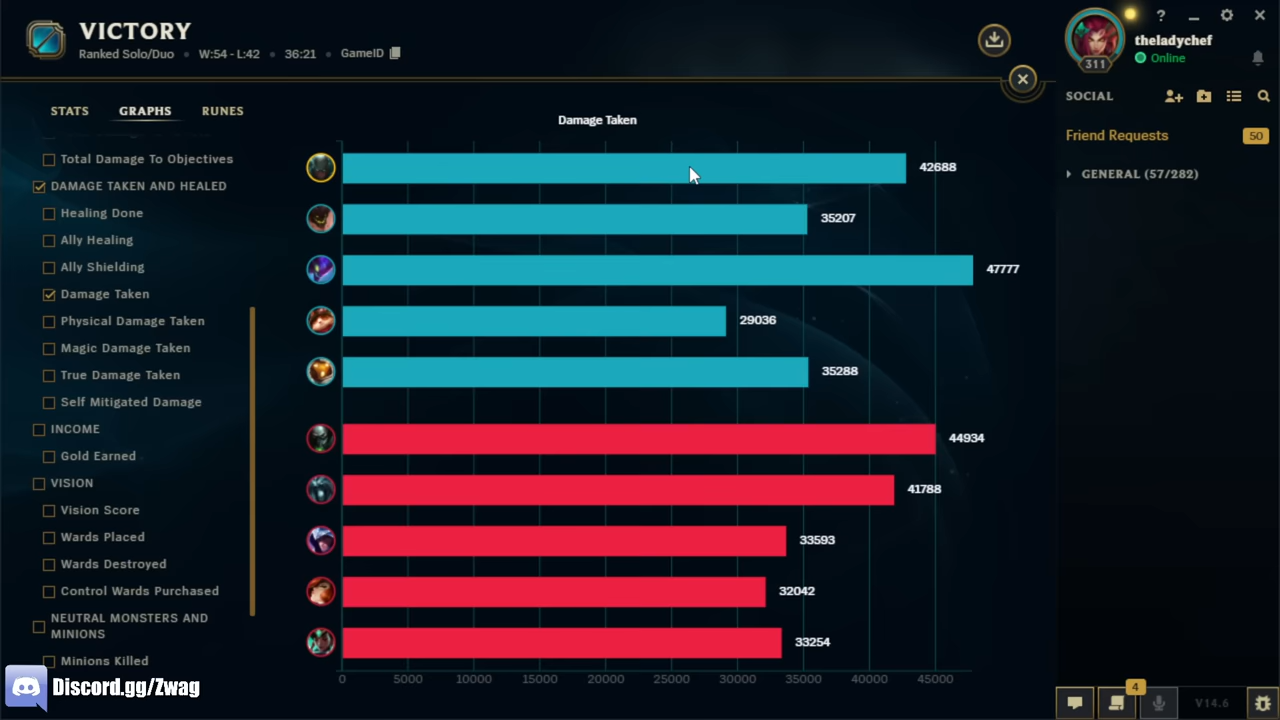 VICTORY
Ranked Solo/Duo • W:54 - L:42 • 36:21 • GameID
?
theladychef
311
Online
SOCIAL
Friend Requests 50
GENERAL (57/282)
STATS GRAPHS RUNES
Total Damage To Objectives
DAMAGE TAKEN AND HEALED
Healing Done
Ally Healing
Ally Shielding
Damage Taken
Physical Damage Taken
Magic Damage Taken
True Damage Taken
Self Mitigated Damage
INCOME
Gold Earned
VISION
Vision Score
Wards Placed
Wards Destroyed
Control Wards Purchased
NEUTRAL MONSTERS AND
MINIONS
Minions Killed
Damage Taken
42688
35207
47777
29036
35288
44934
41788
33593
32042
33254
0 5000 10000 15000 20000 25000 30000 35000 40000 45000
Discord.gg/Zwag
4
V14.6